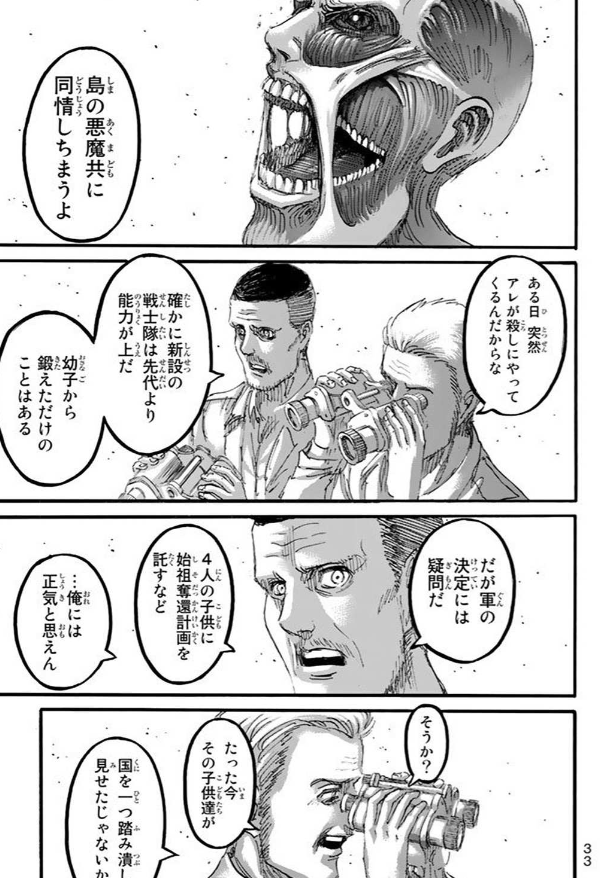 島の悪魔共に
同情しちまうよ
ある日 突然
アレが殺しにやって
くるんだからな
確かに新設の
戦士隊は先代より
能力が上だ
幼子から
鍛えただけの
ことはある
だが軍の
決定には
疑問だ
4人の子供に
始祖奪還計画を
託すなど
…俺には
正気と思えん
そうか?
たった今
その子供達が
国を一つ踏み潰し
見せたじゃないか
33